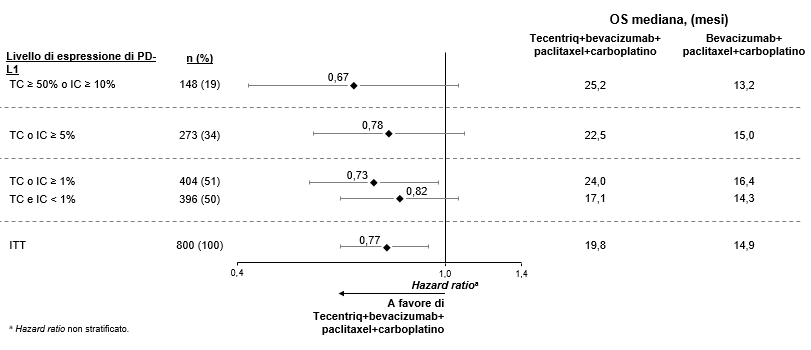 OS mediana, (mesi)
Tecentriq+bevacizumab+ Bevacizumab+
paclitaxel+carboplatino paclitaxel+carboplatino
Livello di espressione di PD-
L1 n (%)
TC ≥ 50% o IC ≥ 10% 148 (19) 0,67 25,2 13,2
TC o IC ≥ 5% 273 (34) 0,78 22,5 15,0
TC o IC ≥ 1% 404 (51) 0,73 24,0 16,4
TC e IC < 1% 396 (50) 0,82 17,1 14,3
ITT 800 (100) 0,77 19,8 14,9
0,4 1,0 1,4
Hazard ratioª
A favore di
Tecentriq+bevacizumab+
paclitaxel+carboplatino
ª Hazard ratio non stratificato.